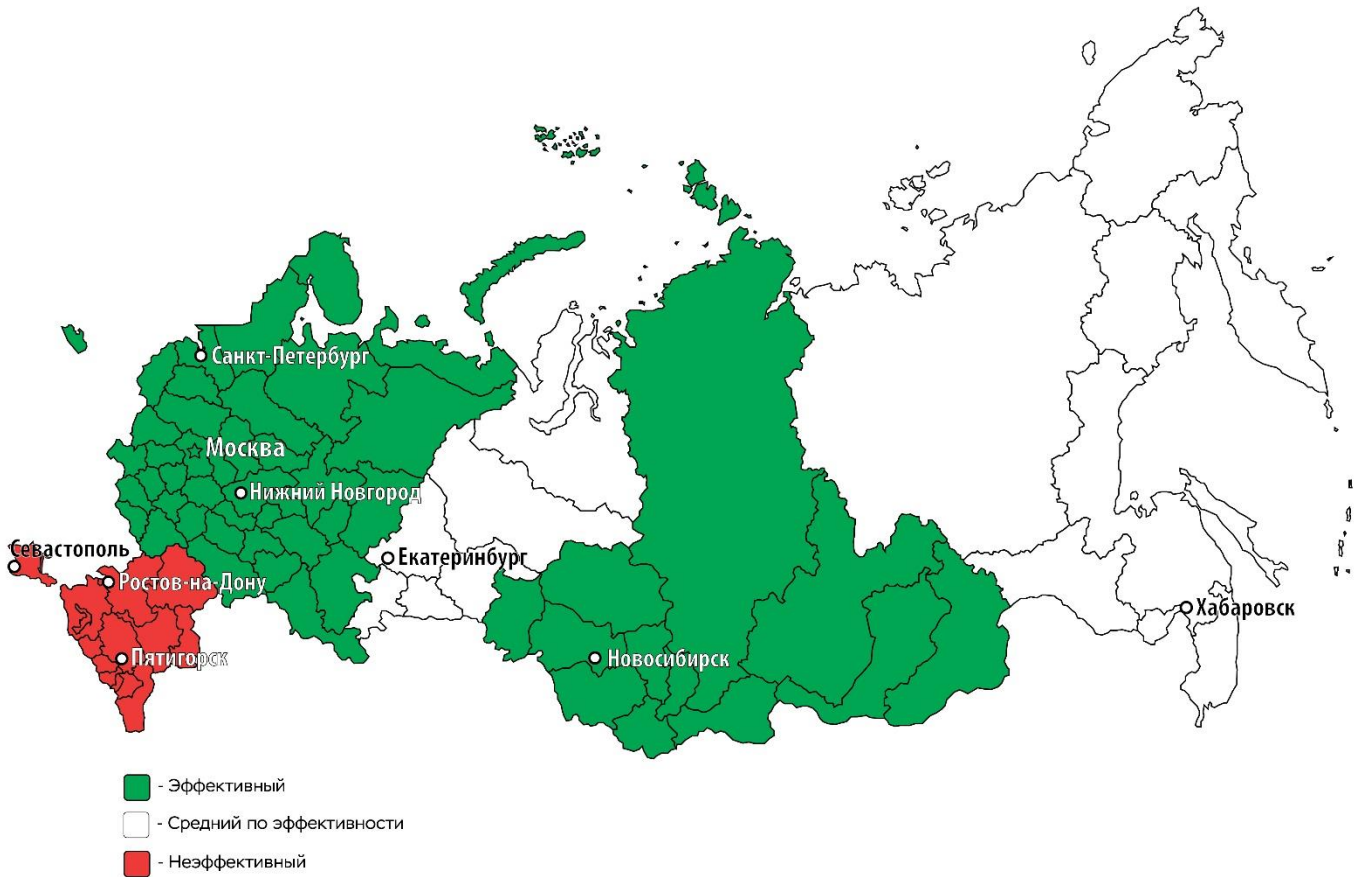 Санкт-Петербург
Москва
Нижний Новгород
Севастополь
Екатеринбург
Ростов-на-Дону
Хабаровск
Пятигорск
Новосибирск
- Эффективный
- Средний по эффективности
- Неэффективный